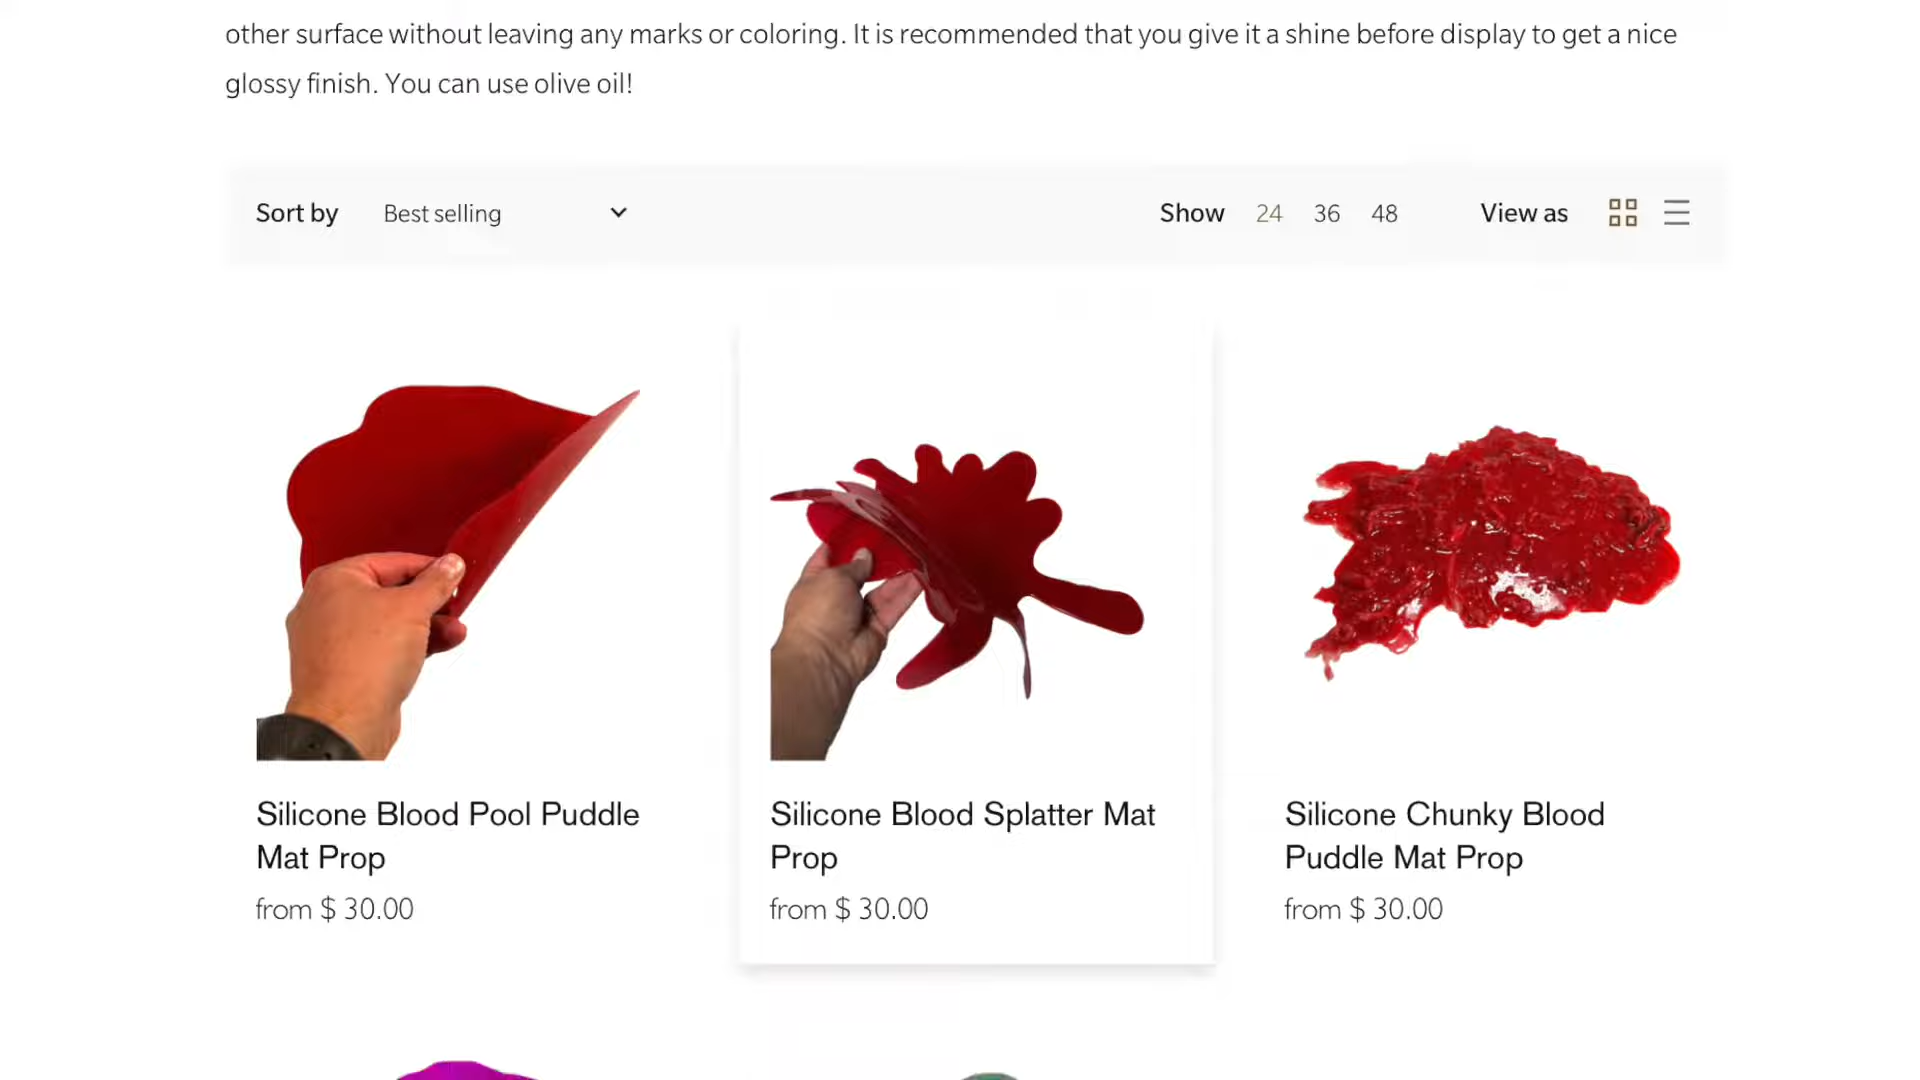 other surface without leaving any marks or coloring. It is recommended that you give it a shine before display to get a nice
glossy finish. You can use olive oil!
Sort by Best selling Show 24 36 48 View as
Silicone Blood Pool Puddle
Mat Prop
from $ 30.00
Silicone Blood Splatter Mat
Prop
from $ 30.00
Silicone Chunky Blood
Puddle Mat Prop
from $ 30.00